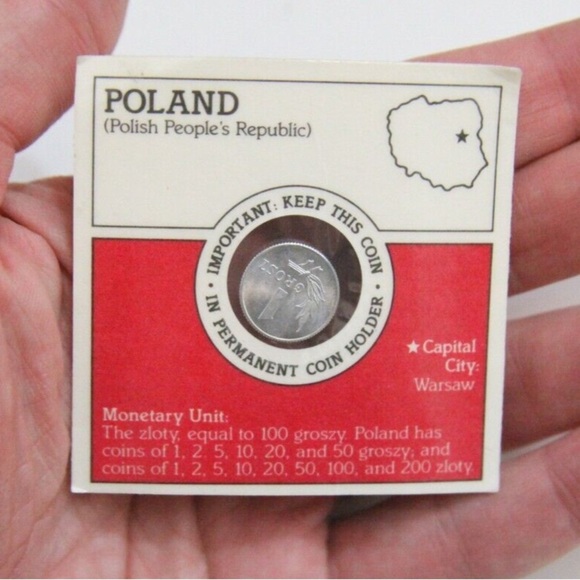 POLAND
(Polish People's Republic)
IMPORTANT: KEEP THIS COIN
• IN PERMANENT COIN HOLDER •
GROSZY
★ Capital
City:
Warsaw
Monetary Unit:
The zloty, equal to 100 groszy. Poland has
coins of 1, 2, 5, 10, 20, and 50 groszy; and
coins of 1, 2, 5, 10, 20, 50, 100, and 200 zloty.